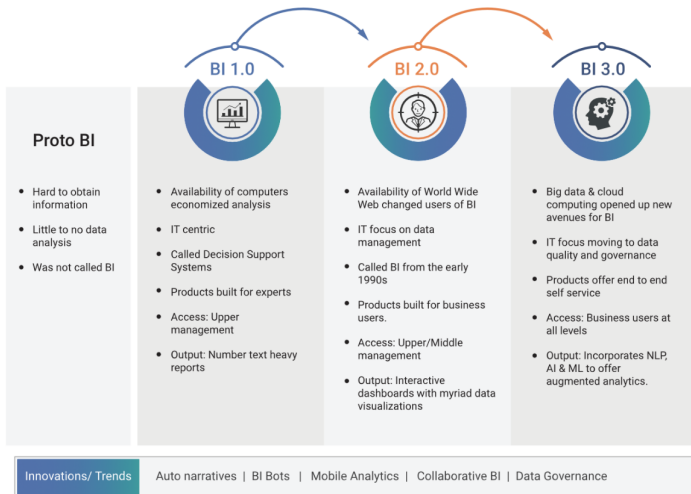 BI 1.0
BI 2.0
BI 3.0
Proto BI
• Hard to obtain
information
• Little to no data
analysis
• Was not called BI
• Availability of computers
economized analysis
• IT centric
• Called Decision Support
Systems
• Products built for experts
• Access: Upper
management
• Output: Number text heavy
reports
• Availability of World Wide
Web changed users of BI
• IT focus on data
management
• Called BI from the early
1990s
• Products built for business
users.
• Access: Upper/Middle
management
• Output: Interactive
dashboards with myriad data
visualizations
• Big data & cloud
computing opened up new
avenues for BI
• IT focus moving to data
quality and governance
• Products offer end to end
self service
• Access: Business users at
all levels
• Output: Incorporates NLP,
AI & ML to offer
augmented analytics.
Innovations/ Trends
Auto narratives | BI Bots | Mobile Analytics | Collaborative BI | Data Governance